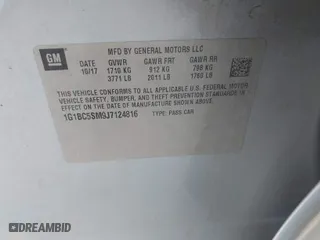 GM
MFD BY GENERAL MOTORS LLC
DATE GVWR GAWR FRT GAWR RR
10/17 1710 KG 912 KG 798 KG
3771 LB 2011 LB 1760 LB
THIS VEHICLE CONFORMS TO ALL APPLICABLE U.S. FEDERAL MOTOR VEHICLE
SAFETY, BUMPER, AND THEFT PREVENTION STANDARDS IN
EFFECT ON THE DATE OF MANUFACTURE SHOWN ABOVE.
1G1BC5SM9J7124816 TYPE: PASS CAR
DREAMBID